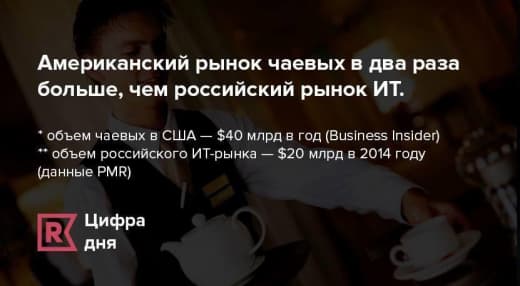 Американский рынок чаевых в два раза
больше, чем российский рынок ИТ.
* объем чаевых в США — $40 млрд в год (Business Insider)
** объем российского ИТ-рынка — $20 млрд в 2014 году
(данные PMR)
R
Цифра
дня